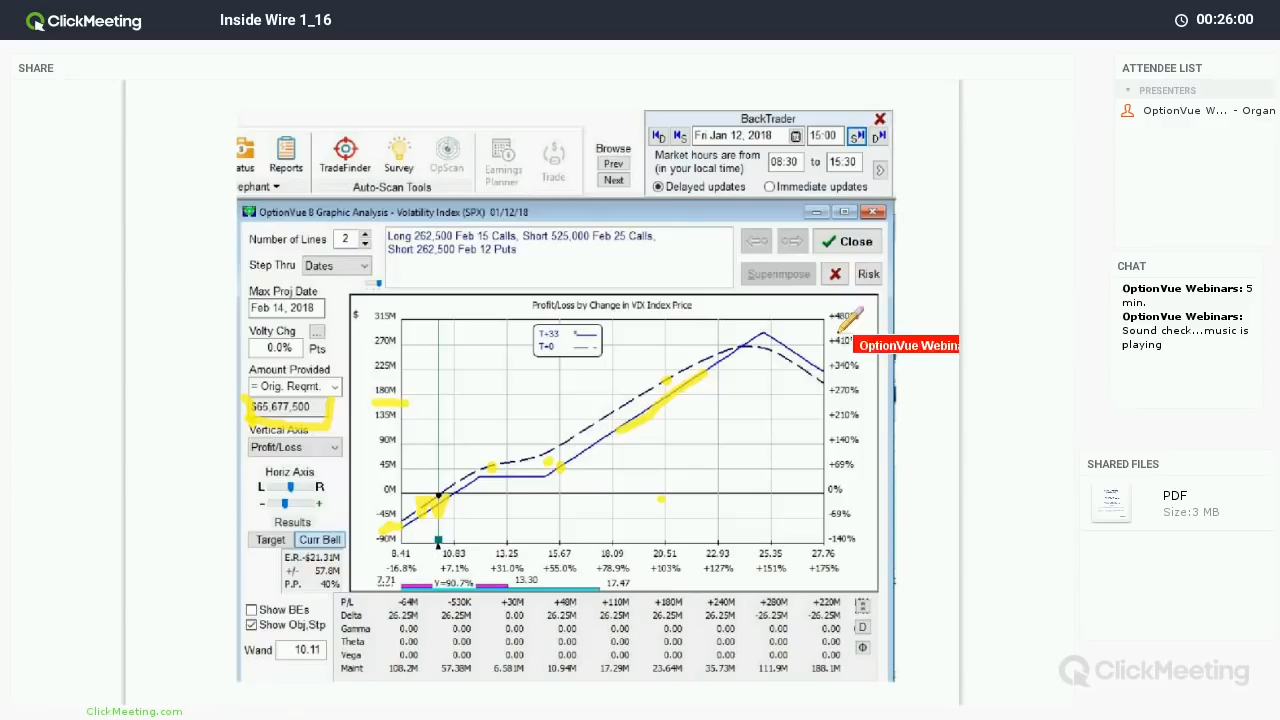 ClickMeeting
Inside Wire 1_16
00:26:00
SHARE
ATTENDEE LIST
PRESENTERS
OptionVue W... - Organ
BackTrader
Fri Jan 12, 2018
15:00
Market hours are from
(in your local time)
08:30 to 15:30
Delayed updates
Immediate updates
atus
Reports
TradeFinder
Survey
OpScan
Earnings
Planner
Trade
Browse
Prev
Next
ephant
Auto-Scan Tools
OptionVue 8 Graphic Analysis - Volatility Index (SPX) 01/12/18
Number of Lines 2
Long 262,500 Feb 15 Calls, Short 525,000 Feb 25 Calls,
Short 262,500 Feb 12 Puts
Close
Step Thru Dates
Superimpose
Risk
Max Proj Date
Feb 14, 2018
Volty Chg ...
0.0% Pts
Amount Provided
= Orig. Reqmt.
$65,677,500
Vertical Axis
Profit/Loss
Horiz Axis
L R
- +
Results
Target Curr Bell
E.R. -$21.31M
+/- 57.8M
P.P. 40%
Show BEs
Show Obj,Stp
Wand 10.11
Profit/Loss by Change in VIX Index Price
$
T+33
T+0
315M
270M
225M
180M
135M
90M
45M
0M
-45M
-90M
+480%
+410%
+340%
+270%
+210%
+140%
+69%
0%
-69%
-140%
OptionVue Webina
8.41 10.83 13.25 15.67 18.09 20.51 22.93 25.35 27.76
-16.8% +7.1% +31.0% +55.0% +78.9% +103% +127% +151% +175%
7.71 Y=90.7% 13.30 17.47
P/L -64M -530K +30M +48M +110M +180M +240M +280M +220M
Delta 26.25M 26.25M 0.00 26.25M 26.25M 26.25M 26.25M -26.25M -26.25M
Gamma 0.00 0.00 0.00 0.00 0.00 0.00 0.00 0.00 0.00
Theta 0.00 0.00 0.00 0.00 0.00 0.00 0.00 0.00 0.00
Vega 0.00 0.00 0.00 0.00 0.00 0.00 0.00 0.00 0.00
Maint 108.2M 57.38M 6.581M 10.94M 17.29M 23.64M 35.73M 111.9M 188.1M
D
Φ
CHAT
OptionVue Webinars: 5
min.
OptionVue Webinars:
Sound check...music is
playing
SHARED FILES
PDF
Size:3 MB
ClickMeeting
ClickMeeting.com